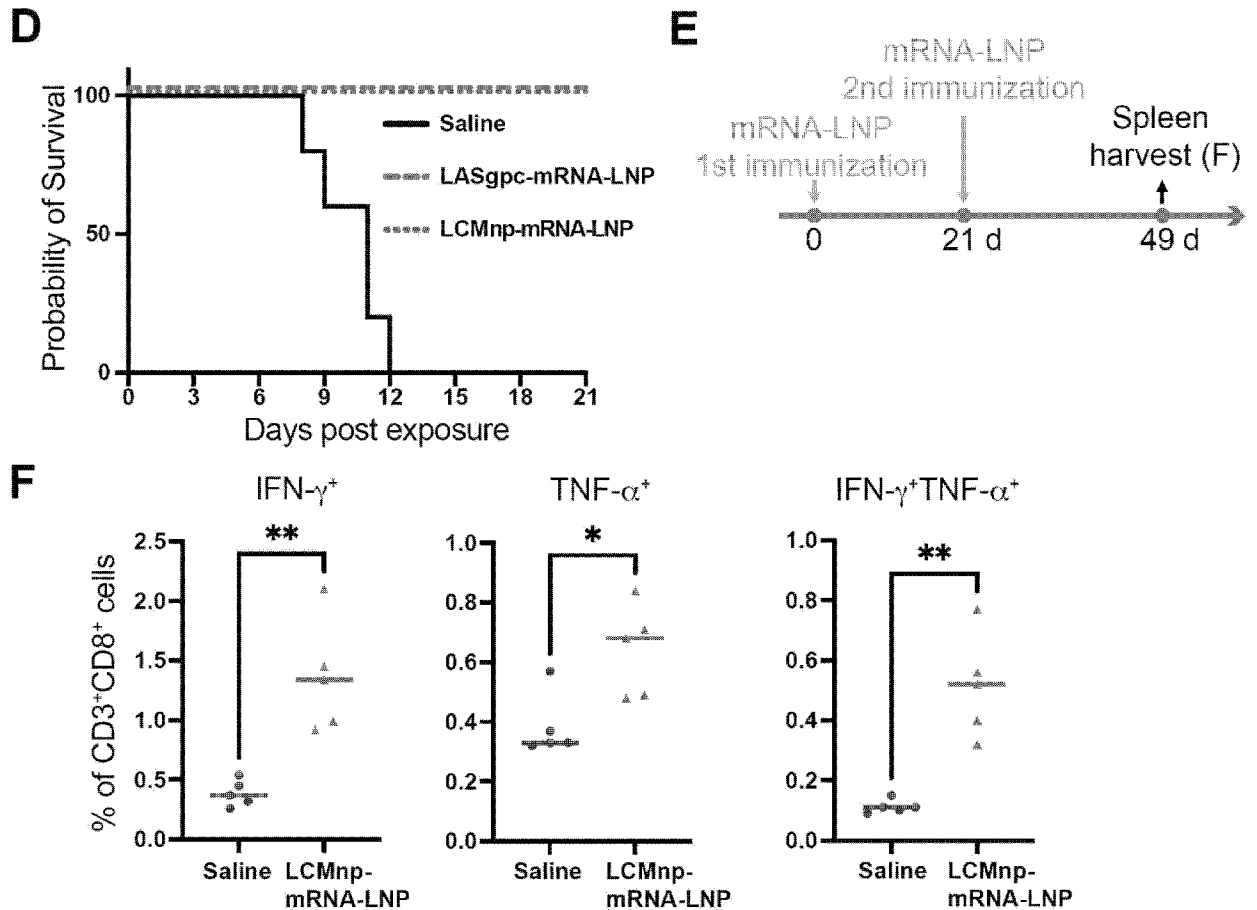 D
100
50
0
Probability of Survival
0 3 6 9 12 15 18 21
Days post exposure
Saline
LASgpc-mRNA-LNP
LCMnp-mRNA-LNP
E
mRNA-LNP
1st immunization
mRNA-LNP
2nd immunization
Spleen
harvest (F)
0 21 d 49 d
F
% of CD3⁺CD8⁺ cells
IFN-γ⁺
**
2.5
2.0
1.5
1.0
0.5
0.0
Saline LCMnp-
mRNA-LNP
TNF-α⁺
*
1.0
0.8
0.6
0.4
0.2
0.0
Saline LCMnp-
mRNA-LNP
IFN-γ⁺TNF-α⁺
**
1.0
0.8
0.6
0.4
0.2
0.0
Saline LCMnp-
mRNA-LNP